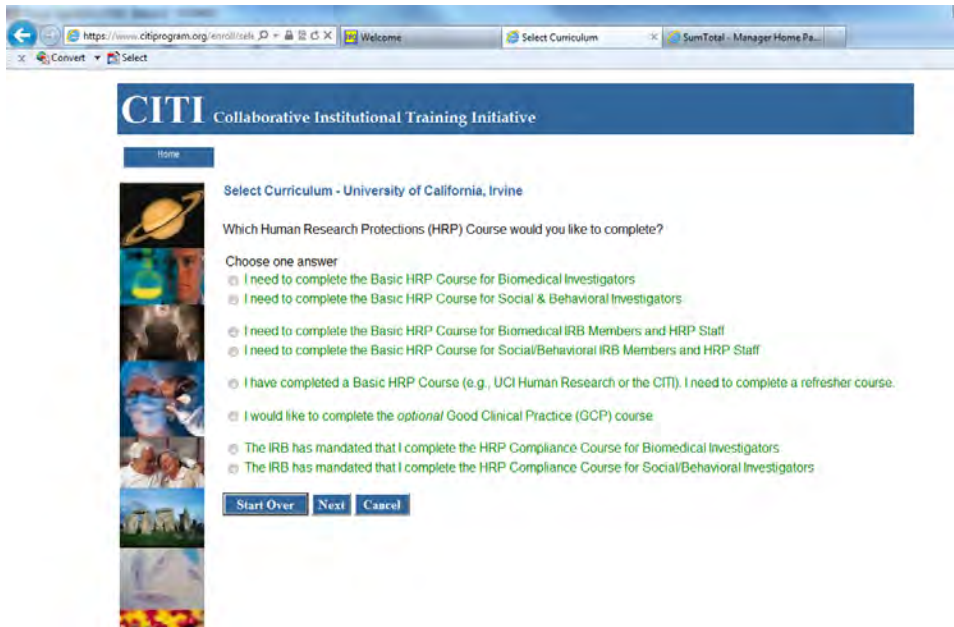 https://www.citiprogram.org/enroll/sele
Welcome
Select Curriculum
SumTotal - Manager Home Pa...
x Convert Select
CITI Collaborative Institutional Training Initiative
Home
Select Curriculum - University of California, Irvine
Which Human Research Protections (HRP) Course would you like to complete?
Choose one answer
I need to complete the Basic HRP Course for Biomedical Investigators
I need to complete the Basic HRP Course for Social & Behavioral Investigators
I need to complete the Basic HRP Course for Biomedical IRB Members and HRP Staff
I need to complete the Basic HRP Course for Social/Behavioral IRB Members and HRP Staff
I have completed a Basic HRP Course (e.g., UCI Human Research or the CITI). I need to complete a refresher course.
I would like to complete the optional Good Clinical Practice (GCP) course
The IRB has mandated that I complete the HRP Compliance Course for Biomedical Investigators
The IRB has mandated that I complete the HRP Compliance Course for Social/Behavioral Investigators
Start Over Next Cancel